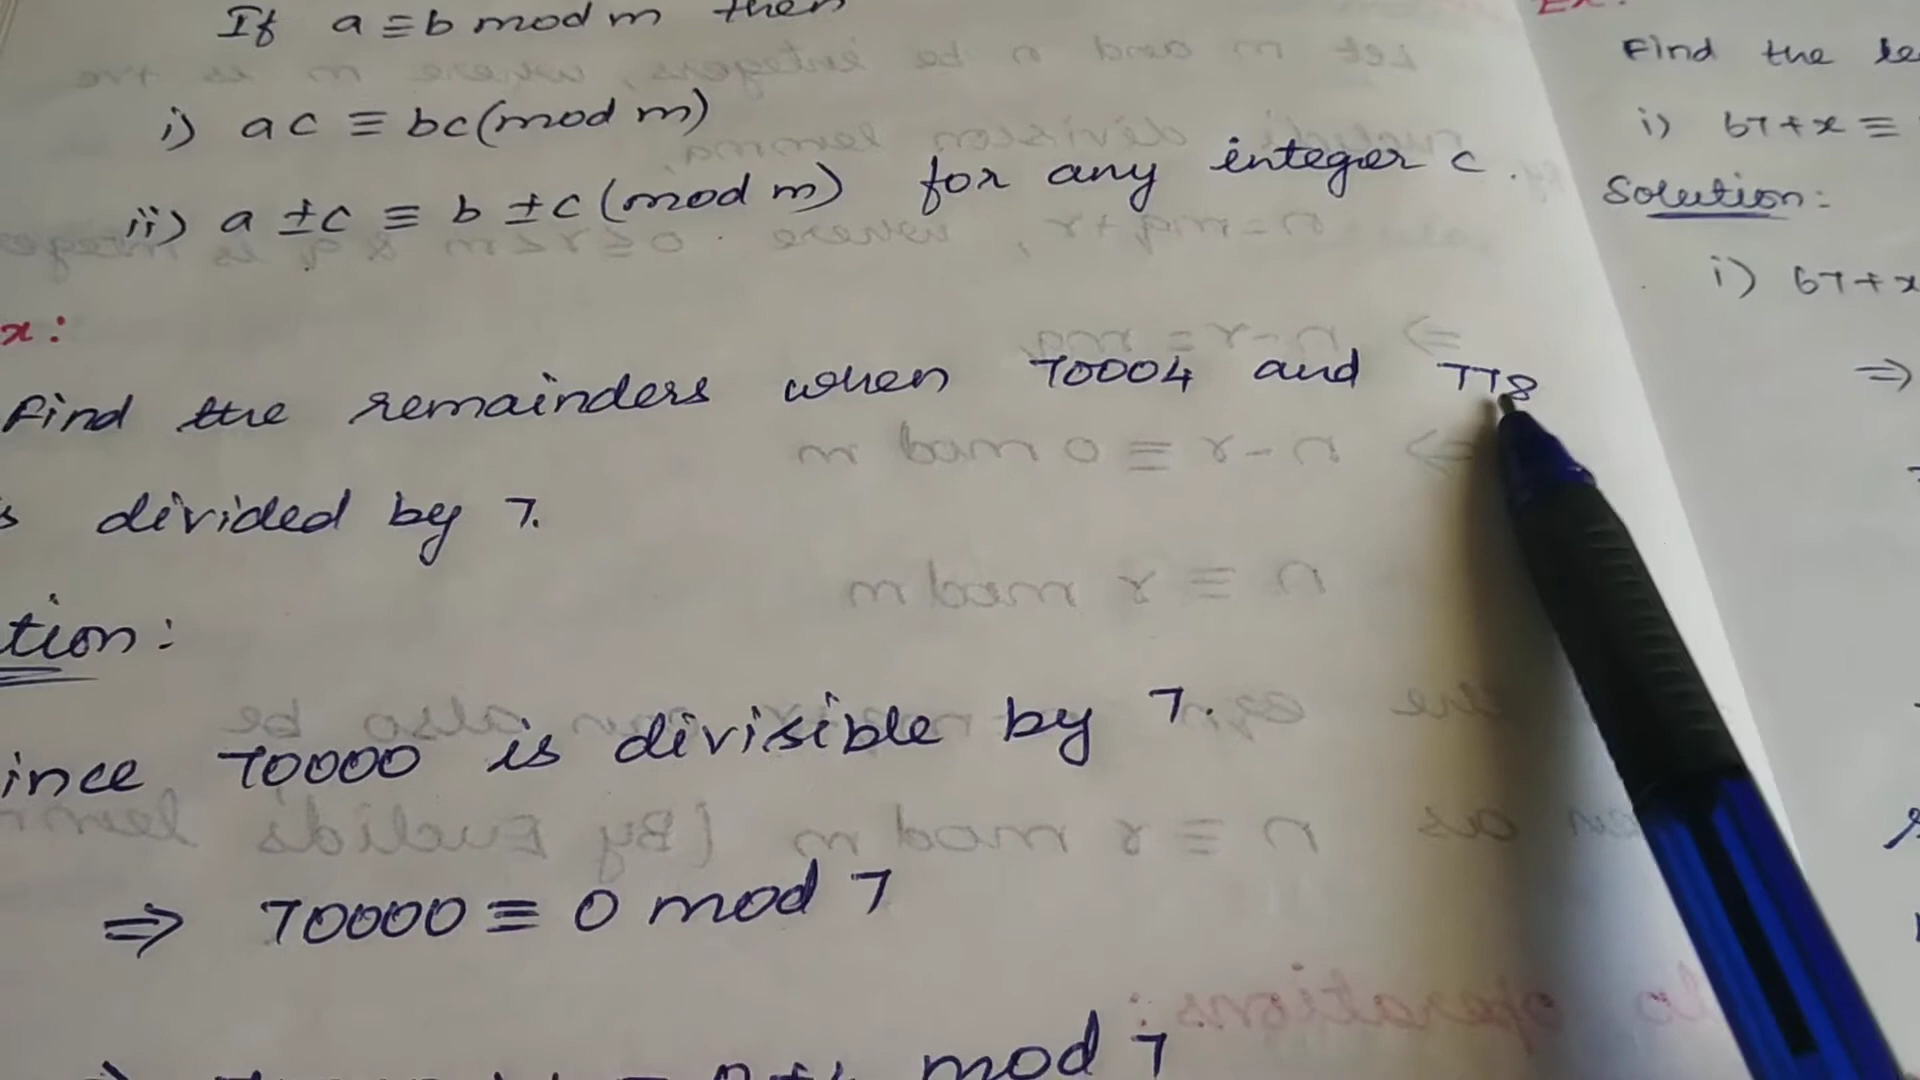 If a ≡ b mod m then
i) ac ≡ bc (mod m)
ii) a ± c ≡ b ± c (mod m) for any integer c.
x:
Find the remainders when 70004 and 778
s divided by 7.
tion:
ince 70000 is divisible by 7.
⇒ 70000 ≡ 0 mod 7
mod 7
Ex:
Find the le
i) 67+x ≡
Solution:
i) 67+x
⇒